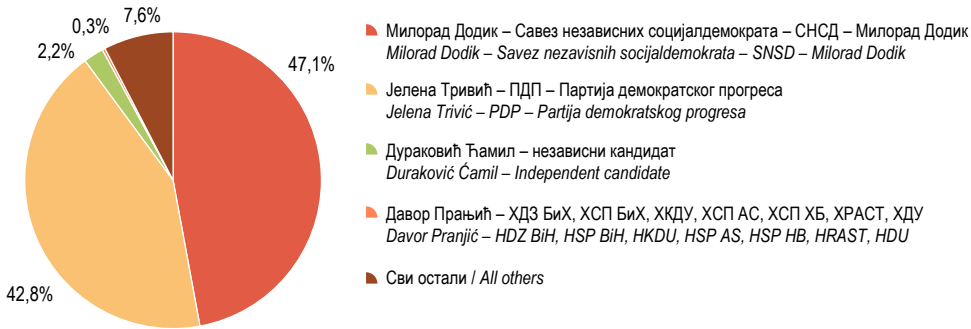 0,3%
7,6%
2,2%
47,1%
42,8%
Милорад Додик – Савез независних социјалдемократа – СНСД – Милорад Додик
Milorad Dodik – Savez nezavisnih socijaldemokrata – SNSD – Milorad Dodik
Јелена Тривић – ПДП – Партија демократског прогреса
Jelena Trivić – PDP – Partija demokratskog progresa
Дураковић Ћамил – независни кандидат
Duraković Ćamil – Independent candidate
Давор Прањић – ХДЗ БиХ, ХСП БиХ, ХКДУ, ХСП АС, ХСП ХБ, ХРАСТ, ХДУ
Davor Pranjić – HDZ BiH, HSP BiH, HKDU, HSP AS, HSP HB, HRAST, HDU
Сви остали / All others